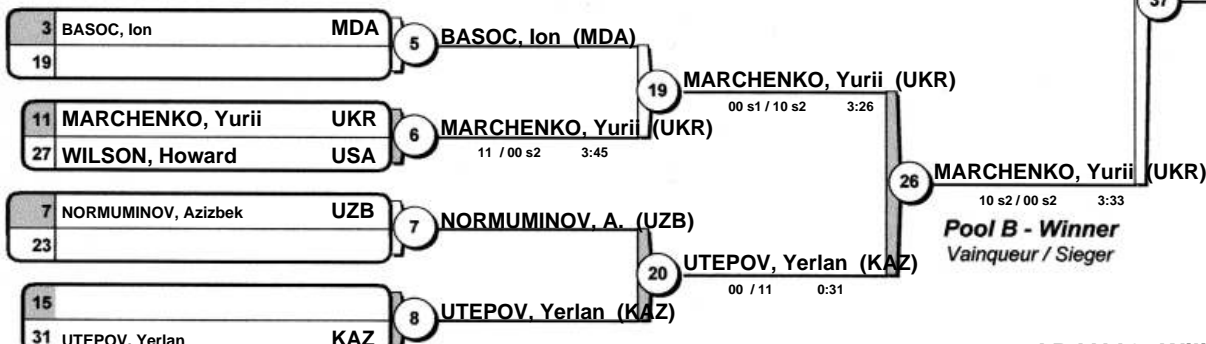 37
3 BASOC, Ion MDA
19
5
BASOC, Ion (MDA)
19
MARCHENKO, Yurii (UKR)
00 s1 / 10 s2 3:26
11 MARCHENKO, Yurii UKR
27 WILSON, Howard USA
6
MARCHENKO, Yurii (UKR)
11 / 00 s2 3:45
26
MARCHENKO, Yurii (UKR)
10 s2 / 00 s2 3:33
Pool B - Winner
Vainqueur / Sieger
7 NORMUMINOV, Azizbek UZB
23
7
NORMUMINOV, A. (UZB)
20
UTEPOV, Yerlan (KAZ)
00 / 11 0:31
15
31 UTEPOV, Yerlan KAZ
8
UTEPOV, Yerlan (KAZ)